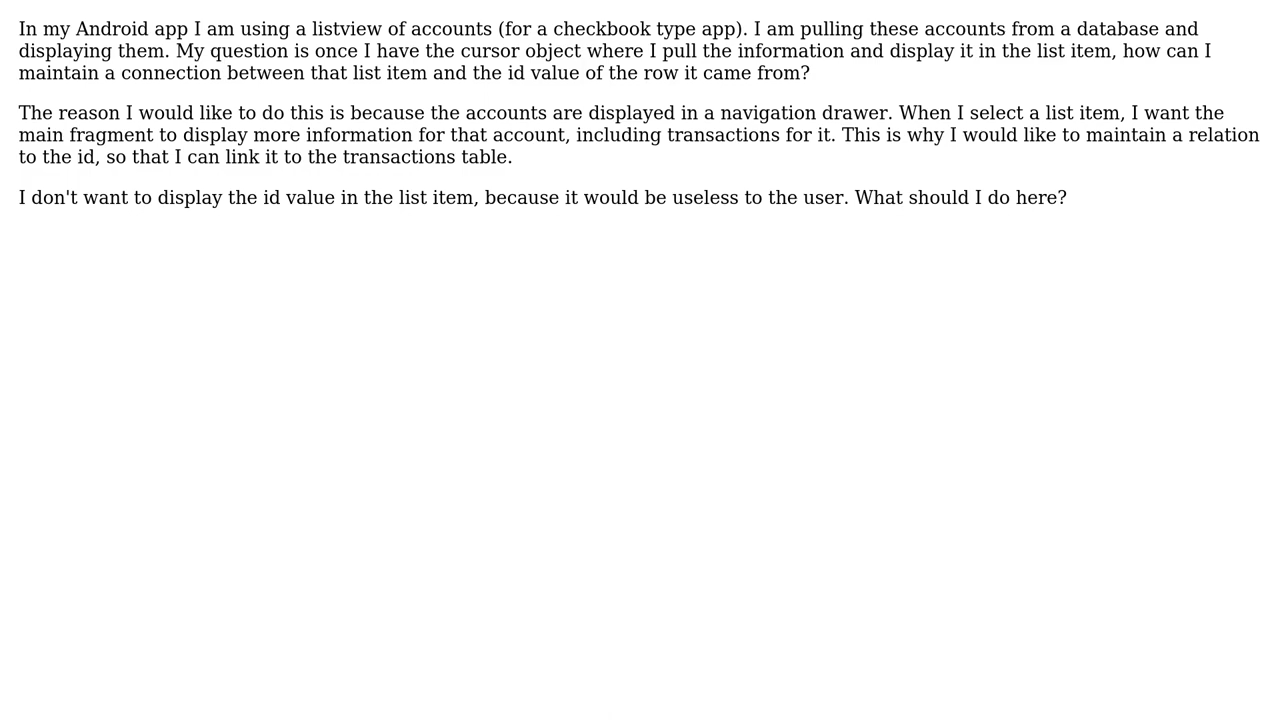 In my Android app I am using a listview of accounts (for a checkbook type app). I am pulling these accounts from a database and
displaying them. My question is once I have the cursor object where I pull the information and display it in the list item, how can I
maintain a connection between that list item and the id value of the row it came from?
The reason I would like to do this is because the accounts are displayed in a navigation drawer. When I select a list item, I want the
main fragment to display more information for that account, including transactions for it. This is why I would like to maintain a relation
to the id, so that I can link it to the transactions table.
I don't want to display the id value in the list item, because it would be useless to the user. What should I do here?